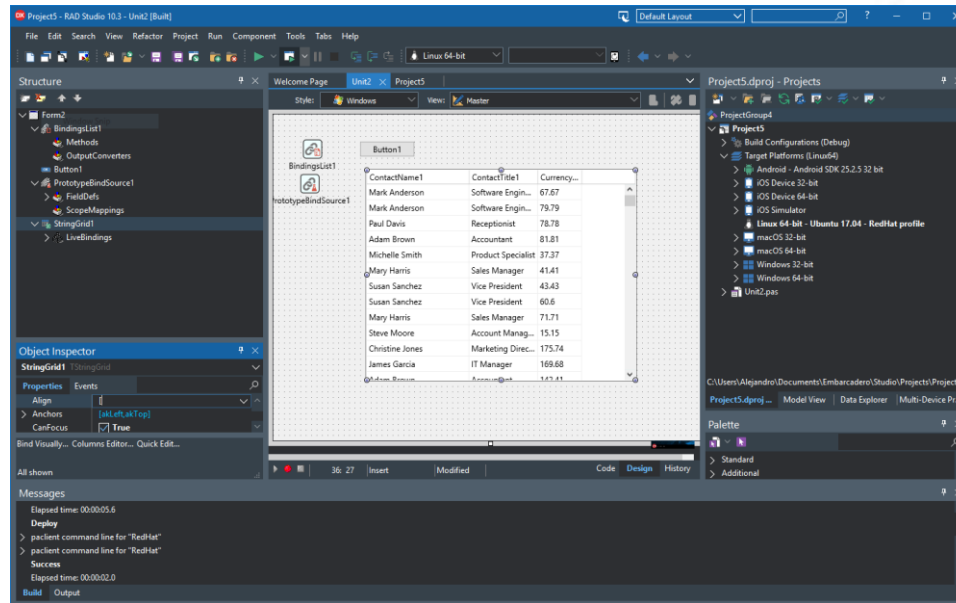 Project5 - RAD Studio 10.3 - Unit2 [Built]
Default Layout
?
File Edit Search View Refactor Project Run Component Tools Tabs Help
Linux 64-bit
Structure
Form2
BindingsList1
Methods
OutputConverters
Button1
PrototypeBindSource1
FieldDefs
ScopeMappings
StringGrid1
LiveBindings
Object Inspector
StringGrid1 TStringGrid
Properties Events
Align
Anchors [akLeft,akTop]
CanFocus True
Bind Visually... Columns Editor... Quick Edit...
All shown
Welcome Page Unit2 Project5
Style: Windows View: Master
BindingsList1
Button1
rototypeBindSource1
ContactName1 ContactTitle1 Currency...
Mark Anderson Software Engin... 67.67
Mark Anderson Software Engin... 79.79
Paul Davis Receptionist 78.78
Adam Brown Accountant 81.81
Michelle Smith Product Specialist 37.37
Mary Harris Sales Manager 41.41
Susan Sanchez Vice President 43.43
Susan Sanchez Vice President 60.6
Mary Harris Sales Manager 71.71
Steve Moore Account Manag... 15.15
Christine Jones Marketing Direc... 175.74
James Garcia IT Manager 169.68
Adam Brown Accountant 142.41
36: 27 Insert Modified Code Design History
Project5.dproj - Projects
ProjectGroup4
Project5
Build Configurations (Debug)
Target Platforms (Linux64)
Android - Android SDK 25.2.5 32 bit
iOS Device 32-bit
iOS Device 64-bit
iOS Simulator
Linux 64-bit - Ubuntu 17.04 - RedHat profile
macOS 32-bit
macOS 64-bit
Windows 32-bit
Windows 64-bit
Unit2.pas
C:\Users\Alejandro\Documents\Embarcadero\Studio\Projects\Project
Project5.dproj ... Model View Data Explorer Multi-Device Pr
Palette
Standard
Additional
Messages
Elapsed time: 00:00:05.6
Deploy
paclient command line for "RedHat"
paclient command line for "RedHat"
Success
Elapsed time: 00:00:02.0
Build Output